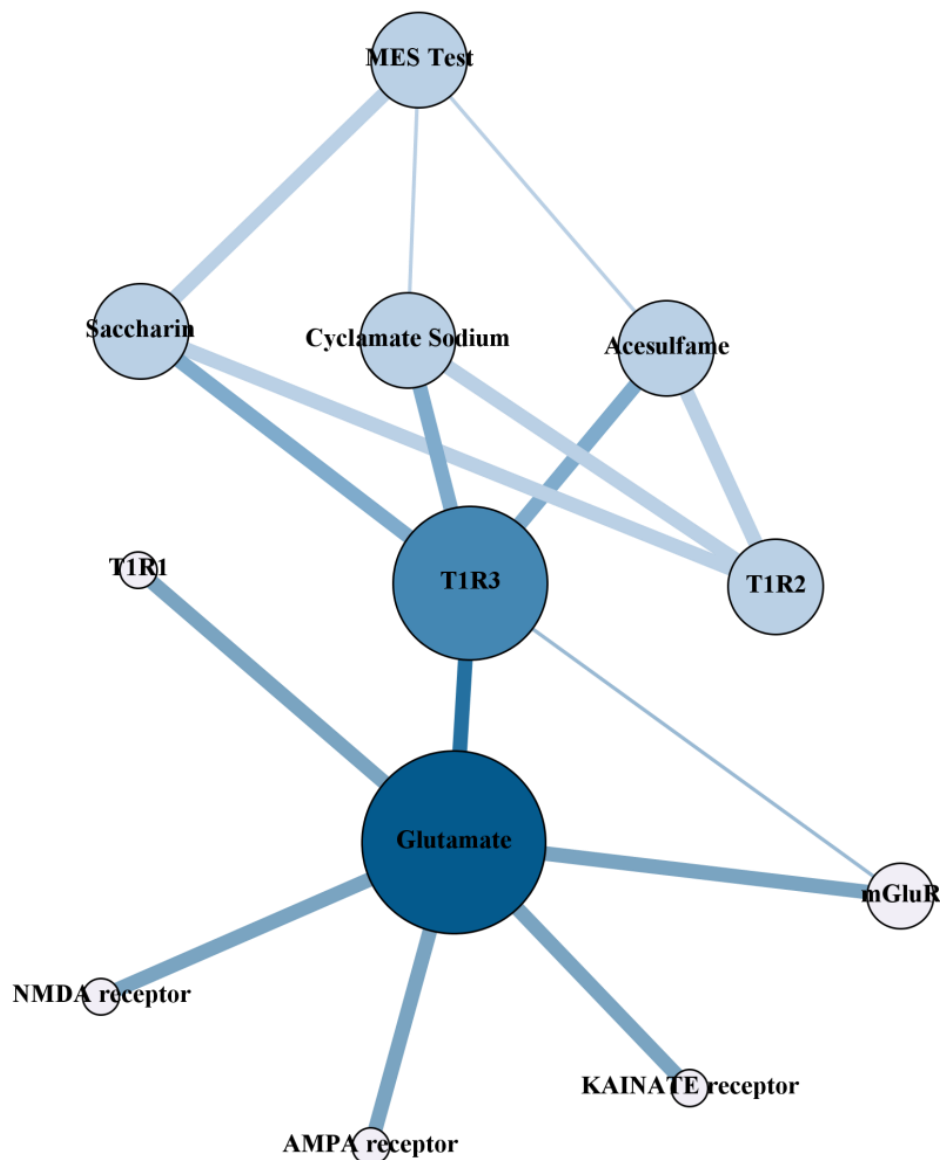 MES Test
Saccharin
Cyclamate Sodium
Acesulfame
T1R1
T1R3
T1R2
Glutamate
mGluR
NMDA receptor
KAINATE receptor
AMPA receptor